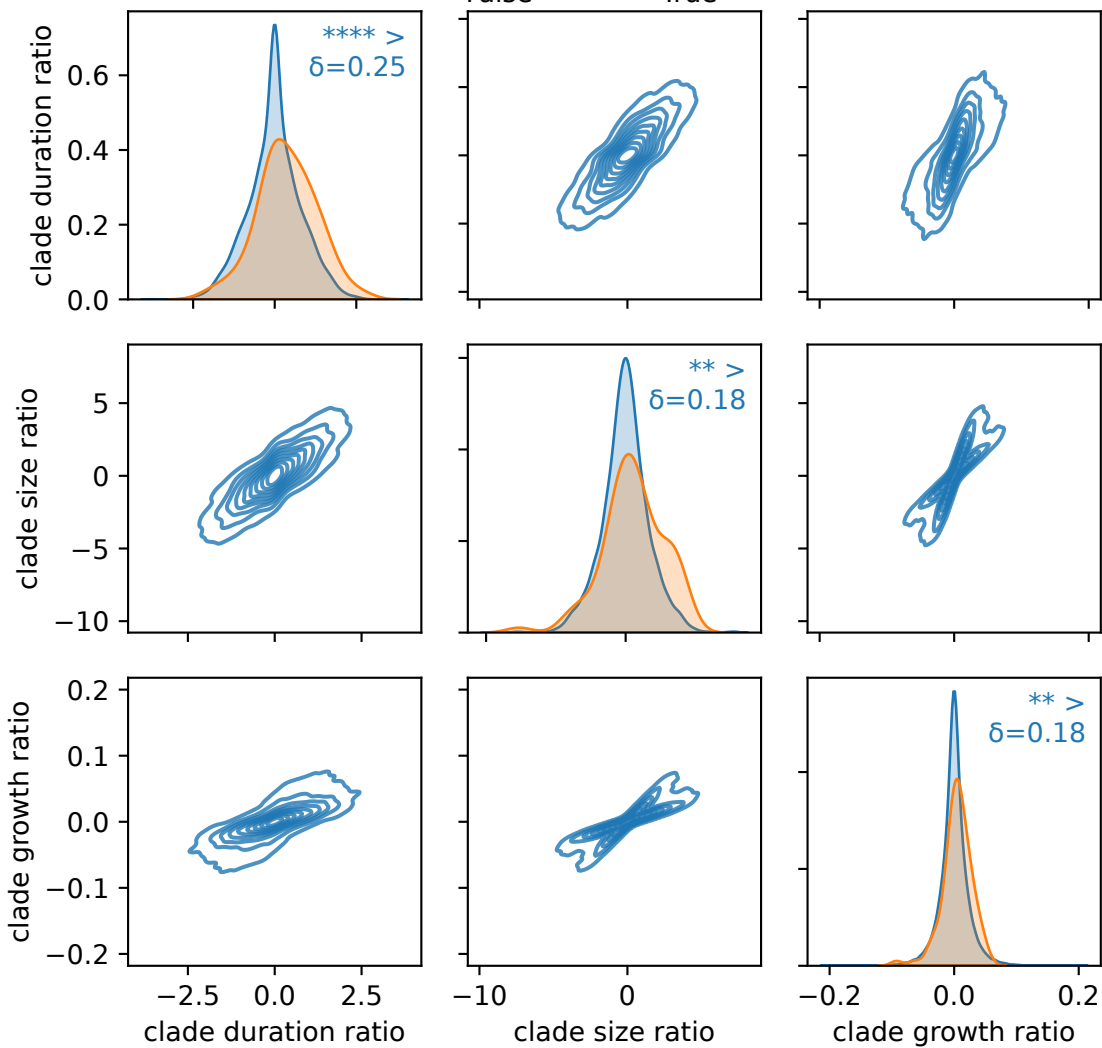 clade duration ratio
0.6
0.4
0.2
0.0
**** >
δ=0.25
clade size ratio
5
0
−5
−10
** >
δ=0.18
clade growth ratio
0.2
0.1
0.0
−0.1
−0.2
** >
δ=0.18
−2.5 0.0 2.5
−10 0
−0.2 0.0 0.2
clade duration ratio
clade size ratio
clade growth ratio